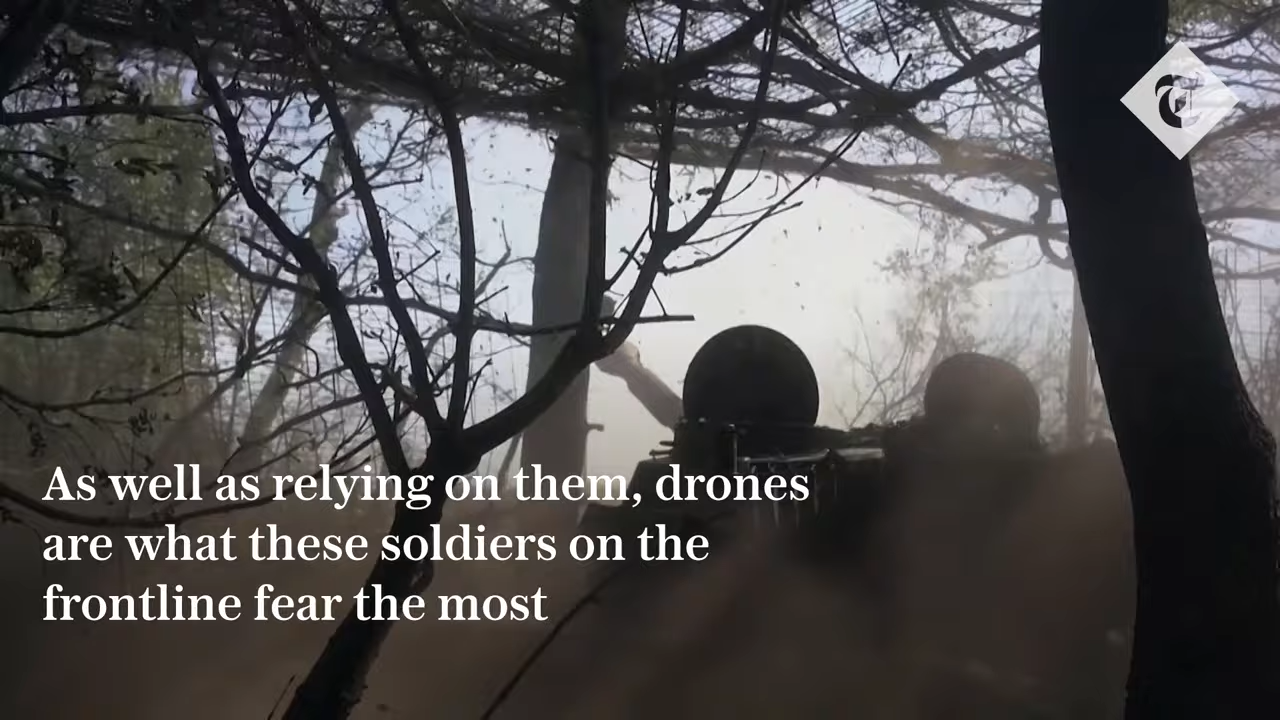 As well as relying on them, drones
are what these soldiers on the
frontline fear the most